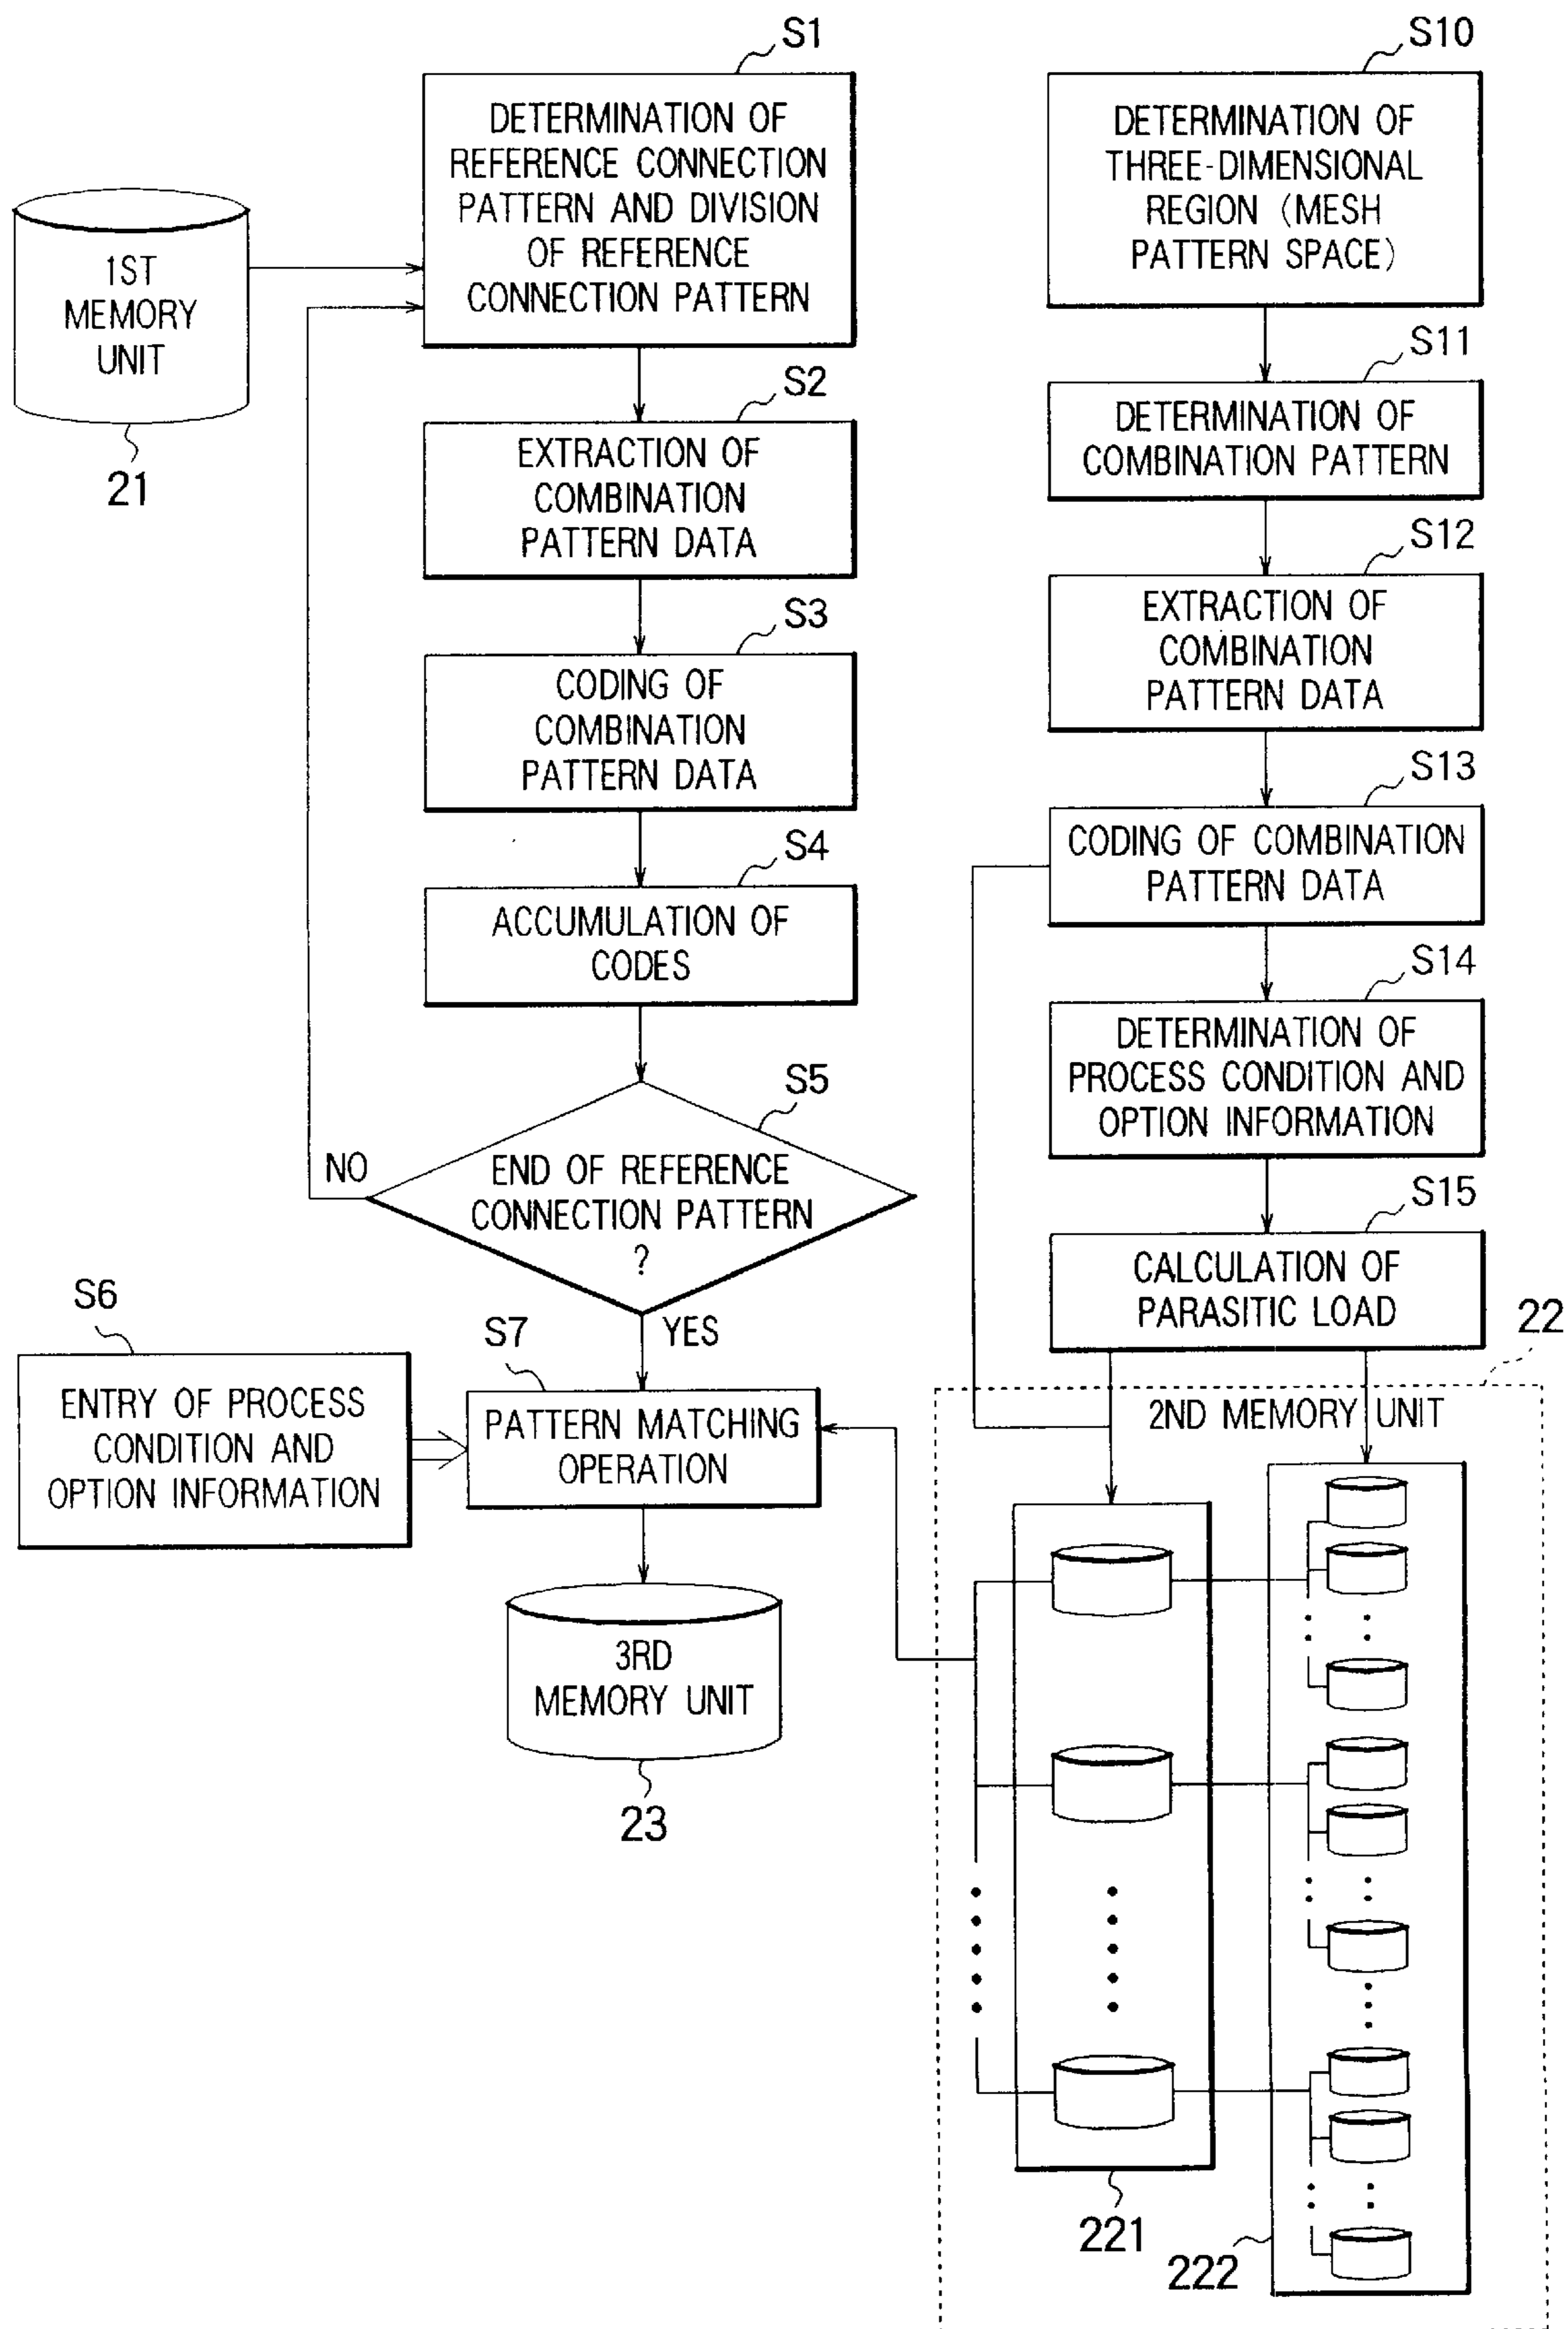 S1
DETERMINATION OF
REFERENCE CONNECTION
PATTERN AND DIVISION
OF REFERENCE
CONNECTION PATTERN
1ST
MEMORY
UNIT
21
S2
EXTRACTION OF
COMBINATION
PATTERN DATA
S3
CODING OF
COMBINATION
PATTERN DATA
S4
ACCUMULATION OF
CODES
S5
END OF REFERENCE
CONNECTION PATTERN
?
NO
YES
S6
ENTRY OF PROCESS
CONDITION AND
OPTION INFORMATION
S7
PATTERN MATCHING
OPERATION
3RD
MEMORY UNIT
23
S10
DETERMINATION OF
THREE-DIMENSIONAL
REGION (MESH
PATTERN SPACE)
S11
DETERMINATION OF
COMBINATION PATTERN
S12
EXTRACTION OF
COMBINATION
PATTERN DATA
S13
CODING OF COMBINATION
PATTERN DATA
S14
DETERMINATION OF
PROCESS CONDITION AND
OPTION INFORMATION
S15
CALCULATION OF
PARASITIC LOAD
22
2ND MEMORY UNIT
221
222